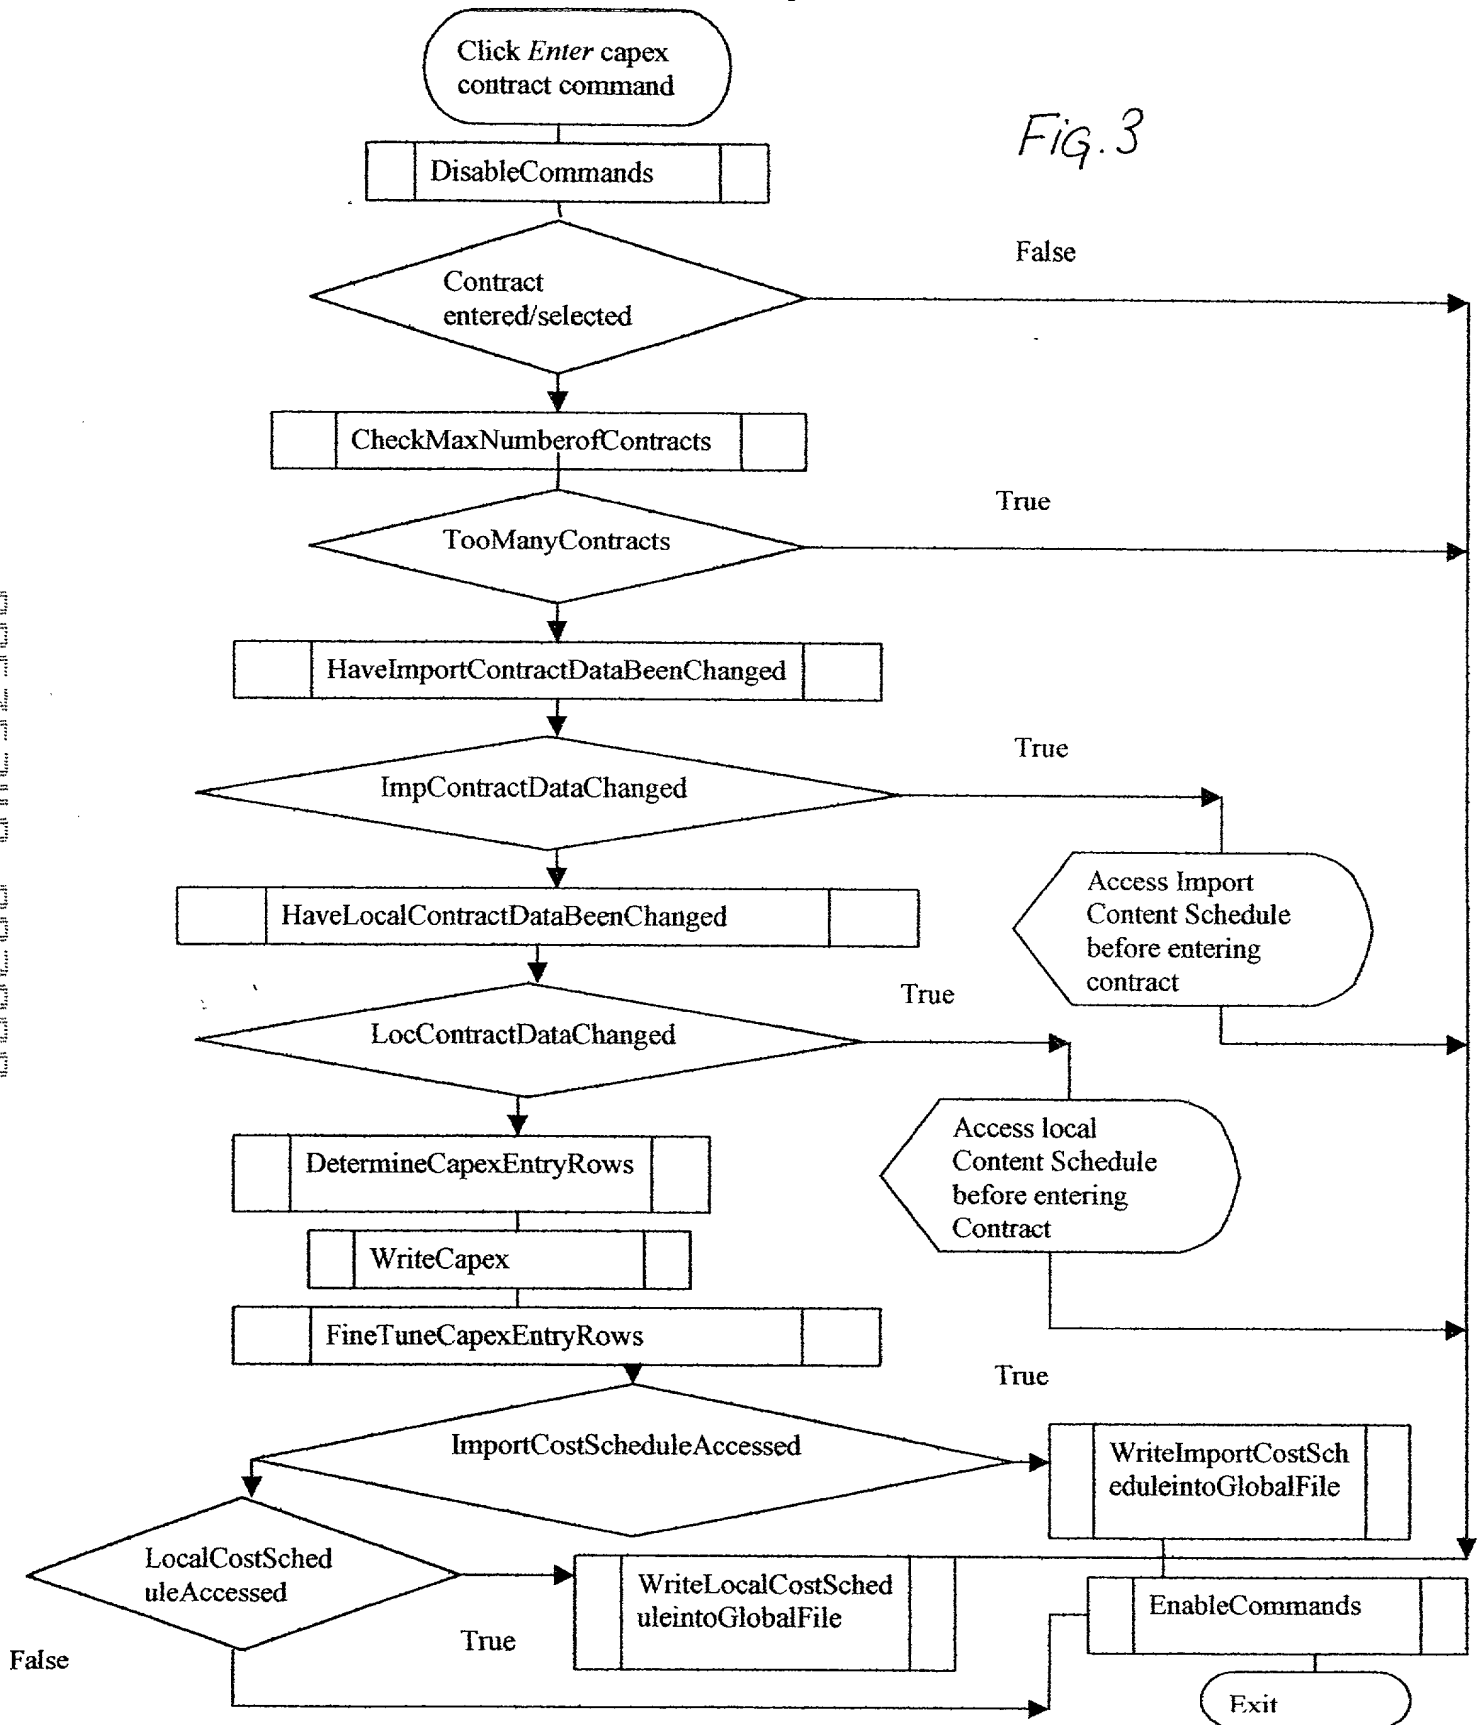 Click Enter capex
contract command
Fig. 3
DisableCommands
False
Contract
entered/selected
CheckMaxNumberofContracts
True
TooManyContracts
HaveImportContractDataBeenChanged
True
ImpContractDataChanged
Access Import
Content Schedule
before entering
contract
HaveLocalContractDataBeenChanged
True
LocContractDataChanged
Access local
Content Schedule
before entering
Contract
DetermineCapexEntryRows
WriteCapex
FineTuneCapexEntryRows
True
ImportCostScheduleAccessed
WriteImportCostSch
eduleintoGlobalFile
LocalCostSched
uleAccessed
WriteLocalCostSched
uleintoGlobalFile
EnableCommands
True
False
Exit